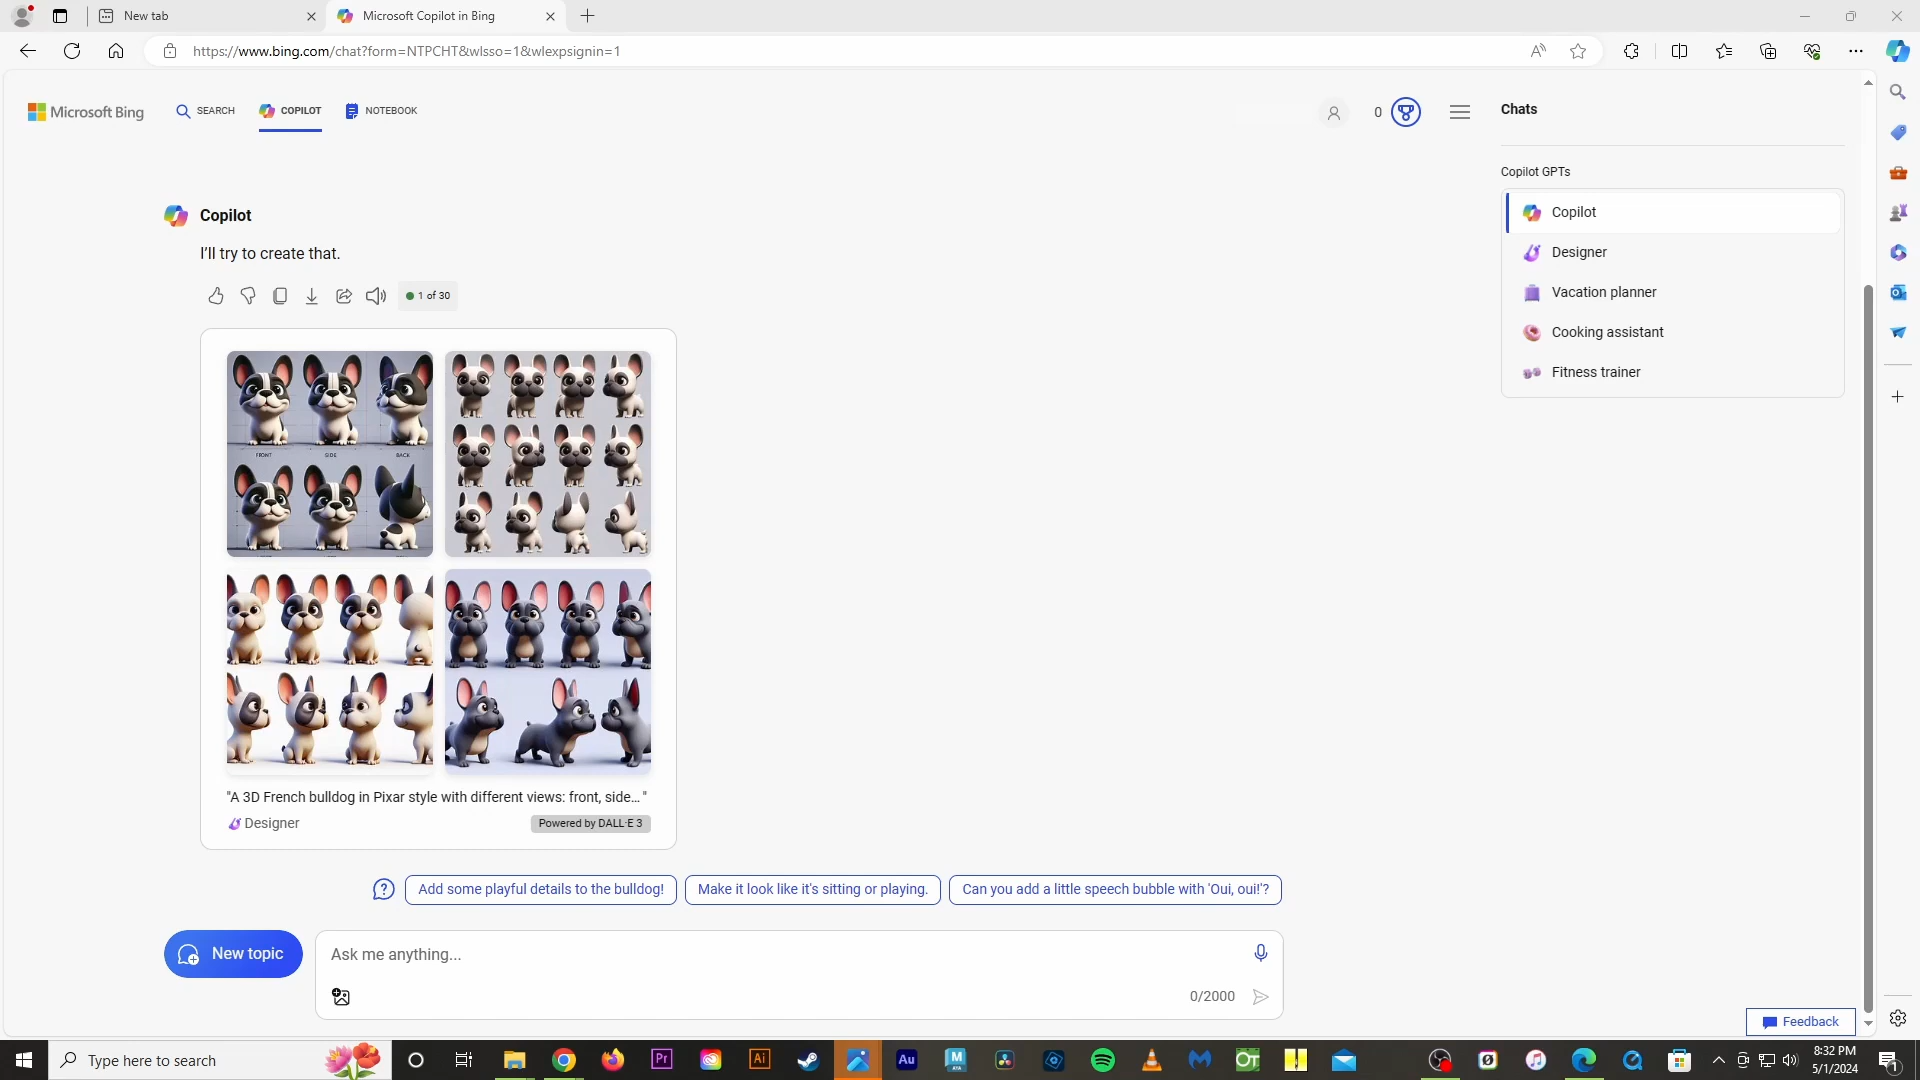 New tab
Microsoft Copilot in Bing
https://www.bing.com/chat?form=NTPCHT&wlsso=1&wlexpsignin=1
Microsoft Bing
SEARCH
COPILOT
NOTEBOOK
0
Chats
Copilot GPTs
Copilot
Designer
Vacation planner
Cooking assistant
Fitness trainer
Copilot
I'll try to create that.
1 of 30
FRONT
SIDE
BACK
"A 3D French bulldog in Pixar style with different views: front, side..."
Designer
Powered by DALL·E 3
Add some playful details to the bulldog!
Make it look like it's sitting or playing.
Can you add a little speech bubble with 'Oui, oui!'?
New topic
Ask me anything...
0/2000
Feedback
Type here to search
Pr
Ai
Au
M
OT
8:32 PM
5/1/2024
1